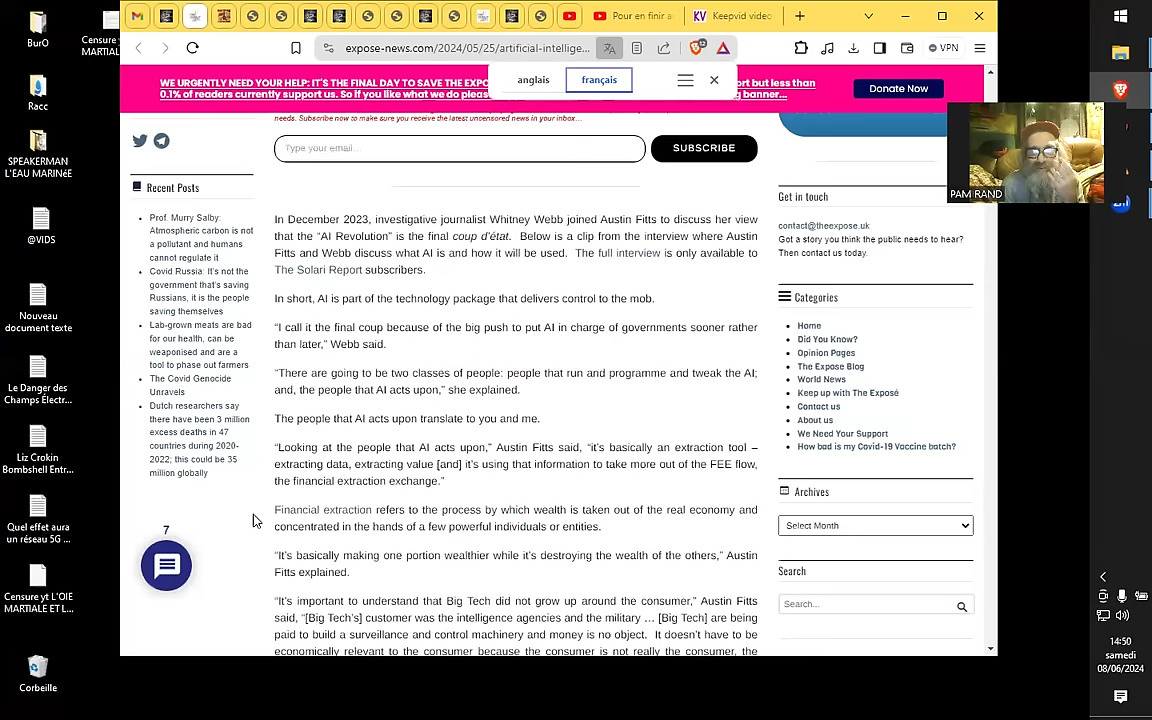 BurO
Censure
MARTIALE
Racc
SPEAKERMAN
L'EAU MARINéE
@VIDS
Nouveau
document texte
Le Danger des
Champs Électr...
Liz Crokin
Bombshell Entr...
Quel effet aura
un réseau 5G ...
Censure yt L'OIE
MARTIALE ET L...
Corbeille
Pour en finir a
KV Keepvid video
expose-news.com/2024/05/25/artificial-intellige...
12
VPN
anglais
français
WE URGENTLY NEED YOUR HELP: IT'S THE FINAL DAY TO SAVE THE EXPO
ort but less than
0.1% of readers currently support us. So if you like what we do pleas
g banner...
Donate Now
needs. Subscribe now to make sure you receive the latest uncensored news in your inbox...
Type your email...
SUBSCRIBE
Recent Posts
Prof. Murry Salby:
Atmospheric carbon is not
a pollutant and humans
cannot regulate it
Covid Russia: It's not the
government that's saving
Russians, it is the people
saving themselves
Lab-grown meats are bad
for our health, can be
weaponised and are a
tool to phase out farmers
The Covid Genocide
Unravels
Dutch researchers say
there have been 3 million
excess deaths in 47
countries during 2020-
2022; this could be 35
million globally
7
In December 2023, investigative journalist Whitney Webb joined Austin Fitts to discuss her view
that the “AI Revolution” is the final coup d’état. Below is a clip from the interview where Austin
Fitts and Webb discuss what AI is and how it will be used. The full interview is only available to
The Solari Report subscribers.
In short, AI is part of the technology package that delivers control to the mob.
“I call it the final coup because of the big push to put AI in charge of governments sooner rather
than later,” Webb said.
“There are going to be two classes of people: people that run and programme and tweak the AI;
and, the people that AI acts upon,” she explained.
The people that AI acts upon translate to you and me.
“Looking at the people that AI acts upon,” Austin Fitts said, “it’s basically an extraction tool –
extracting data, extracting value [and] it’s using that information to take more out of the FEE flow,
the financial extraction exchange.”
Financial extraction refers to the process by which wealth is taken out of the real economy and
concentrated in the hands of a few powerful individuals or entities.
“It’s basically making one portion wealthier while it’s destroying the wealth of the others,” Austin
Fitts explained.
“It’s important to understand that Big Tech did not grow up around the consumer,” Austin Fitts
said, “[Big Tech’s] customer was the intelligence agencies and the military … [Big Tech] are being
paid to build a surveillance and control machinery and money is no object. It doesn’t have to be
economically relevant to the consumer because the consumer is not really the consumer, the
PAM RAND
Get in touch
contact@theexpose.uk
Got a story you think the public needs to hear?
Then contact us today.
Categories
Home
Did You Know?
Opinion Pages
The Expose Blog
World News
Keep up With The Exposé
Contact us
About us
We Need Your Support
How bad is my Covid-19 Vaccine batch?
Archives
Select Month
Search
Search...
14:50
samedi
08/06/2024